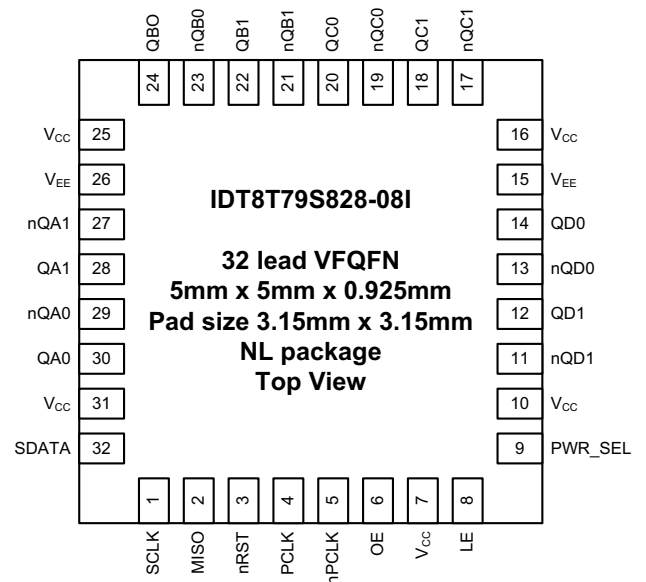 QBO nQB0 QB1 nQB1 QC0 nQC0 QC1 nQC1
24 23 22 21 20 19 18 17
VCC 25 16 VCC
VEE 26 15 VEE
nQA1 27 14 QD0
QA1 28 13 nQD0
nQA0 29 12 QD1
QA0 30 11 nQD1
VCC 31 10 VCC
SDATA 32 9 PWR_SEL
IDT8T79S828-08I
32 lead VFQFN
5mm x 5mm x 0.925mm
Pad size 3.15mm x 3.15mm
NL package
Top View
1 2 3 4 5 6 7 8
SCLK MISO nRST PCLK nPCLK OE VCC LE